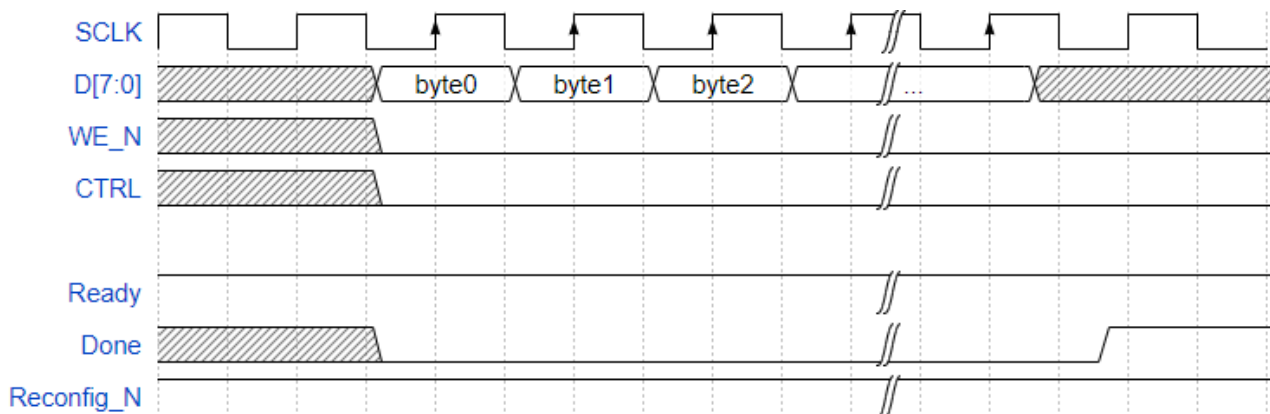 SCLK
D[7:0] byte0 byte1 byte2 ...
WE_N
CTRL
Ready
Done
Reconfig_N